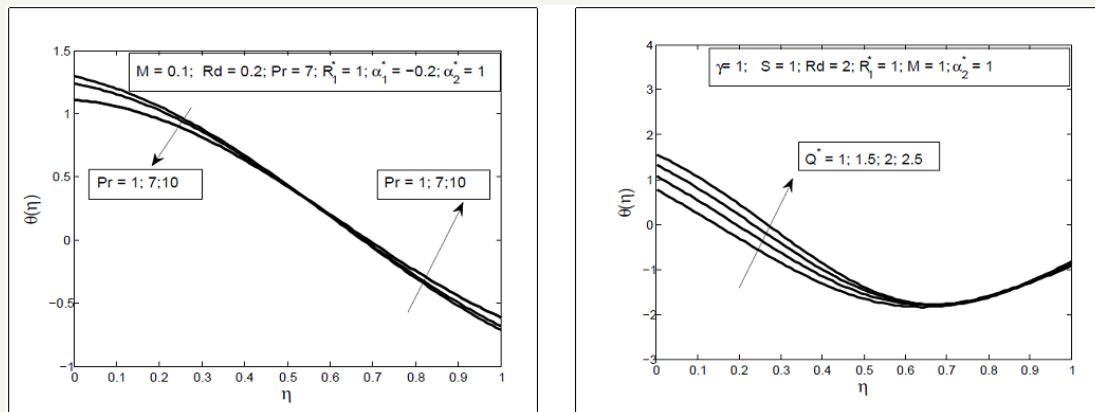 1.5
M = 0.1; Rd = 0.2; Pr = 7; R₁* = 1; α₁* = −0.2; α₂* = 1
1
Pr = 1; 7;10
Pr = 1; 7;10
0.5
θ(η)
0
−0.5
−1
0 0.1 0.2 0.3 0.4 0.5 0.6 0.7 0.8 0.9 1
η
4
γ= 1; S = 1; Rd = 2; R₁* = 1; M = 1; α₂* = 1
3
2
Q* = 1; 1.5; 2; 2.5
1
θ(η)
0
−1
−2
−3
0 0.1 0.2 0.3 0.4 0.5 0.6 0.7 0.8 0.9 1
η